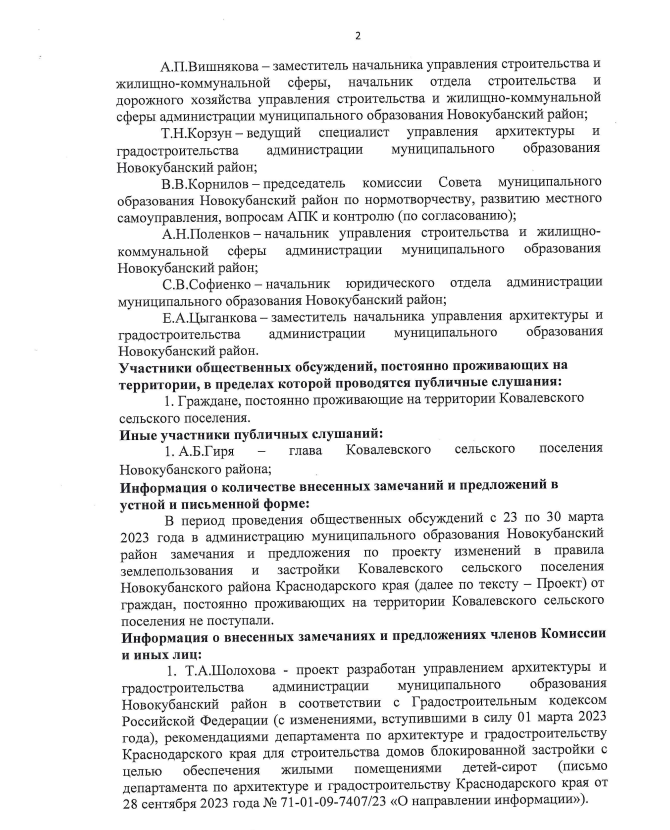 2
А.П.Вишнякова – заместитель начальника управления строительства и
жилищно-коммунальной сферы, начальник отдела строительства и
дорожного хозяйства управления строительства и жилищно-коммунальной
сферы администрации муниципального образования Новокубанский район;
Т.Н.Корзун – ведущий специалист управления архитектуры и
градостроительства администрации муниципального образования
Новокубанский район;
В.В.Корнилов – председатель комиссии Совета муниципального
образования Новокубанский район по нормотворчеству, развитию местного
самоуправления, вопросам АПК и контролю (по согласованию);
А.Н.Поленков – начальник управления строительства и жилищно-
коммунальной сферы администрации муниципального образования
Новокубанский район;
С.В.Софиенко – начальник юридического отдела администрации
муниципального образования Новокубанский район;
Е.А.Цыганкова – заместитель начальника управления архитектуры и
градостроительства администрации муниципального образования
Новокубанский район.
Участники общественных обсуждений, постоянно проживающих на
территории, в пределах которой проводятся публичные слушания:
1. Граждане, постоянно проживающие на территории Ковалевского
сельского поселения.
Иные участники публичных слушаний:
1. А.Б.Гиря – глава Ковалевского сельского поселения
Новокубанского района;
Информация о количестве внесенных замечаний и предложений в
устной и письменной форме:
В период проведения общественных обсуждений с 23 по 30 марта
2023 года в администрацию муниципального образования Новокубанский
район замечания и предложения по проекту изменений в правила
землепользования и застройки Ковалевского сельского поселения
Новокубанского района Краснодарского края (далее по тексту – Проект) от
граждан, постоянно проживающих на территории Ковалевского сельского
поселения не поступали.
Информация о внесенных замечаниях и предложениях членов Комиссии
и иных лиц:
1. Т.А.Шолохова - проект разработан управлением архитектуры и
градостроительства администрации муниципального образования
Новокубанский район в соответствии с Градостроительным кодексом
Российской Федерации (с изменениями, вступившими в силу 01 марта 2023
года), рекомендациями департамента по архитектуре и градостроительству
Краснодарского края для строительства домов блокированной застройки с
целью обеспечения жилыми помещениями детей-сирот (письмо
департамента по архитектуре и градостроительству Краснодарского края от
28 сентября 2023 года № 71-01-09-7407/23 «О направлении информации»).